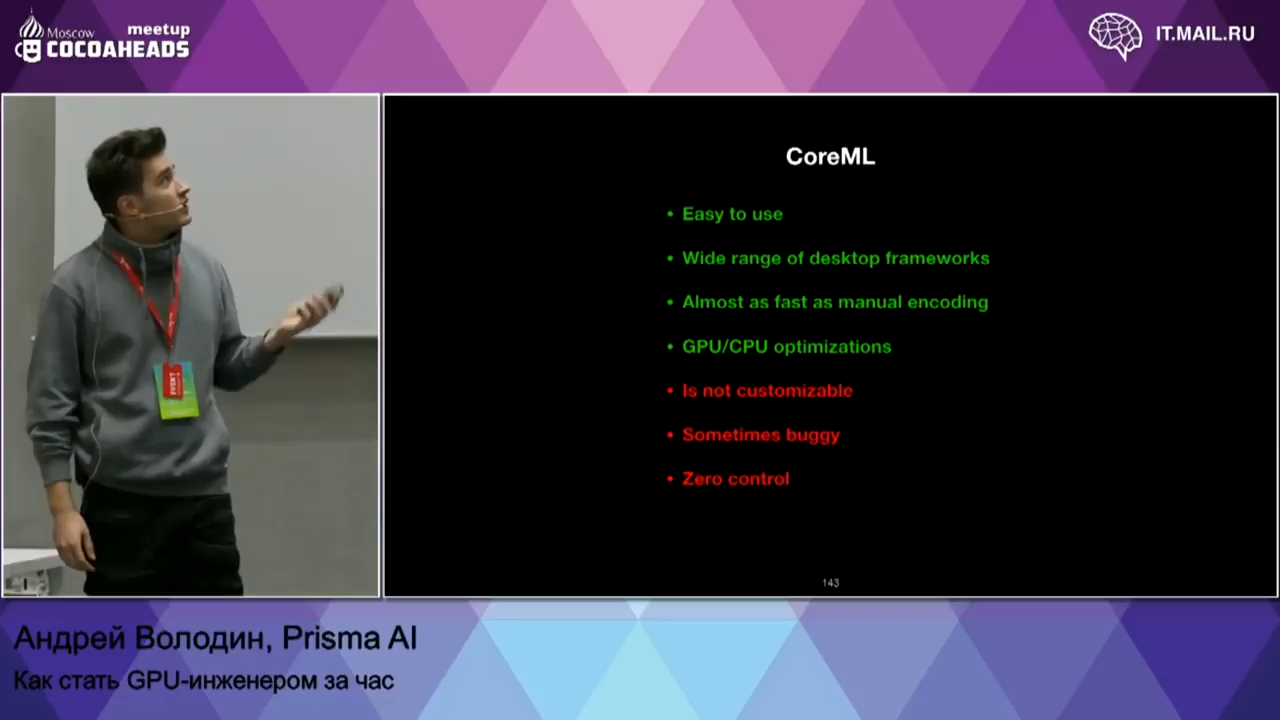 Moscow
meetup
COCOAHEADS
IT.MAIL.RU
CoreML
• Easy to use
• Wide range of desktop frameworks
• Almost as fast as manual encoding
• GPU/CPU optimizations
• Is not customizable
• Sometimes buggy
• Zero control
143
EVENT
Андрей Володин, Prisma AI
Как стать GPU-инженером за час